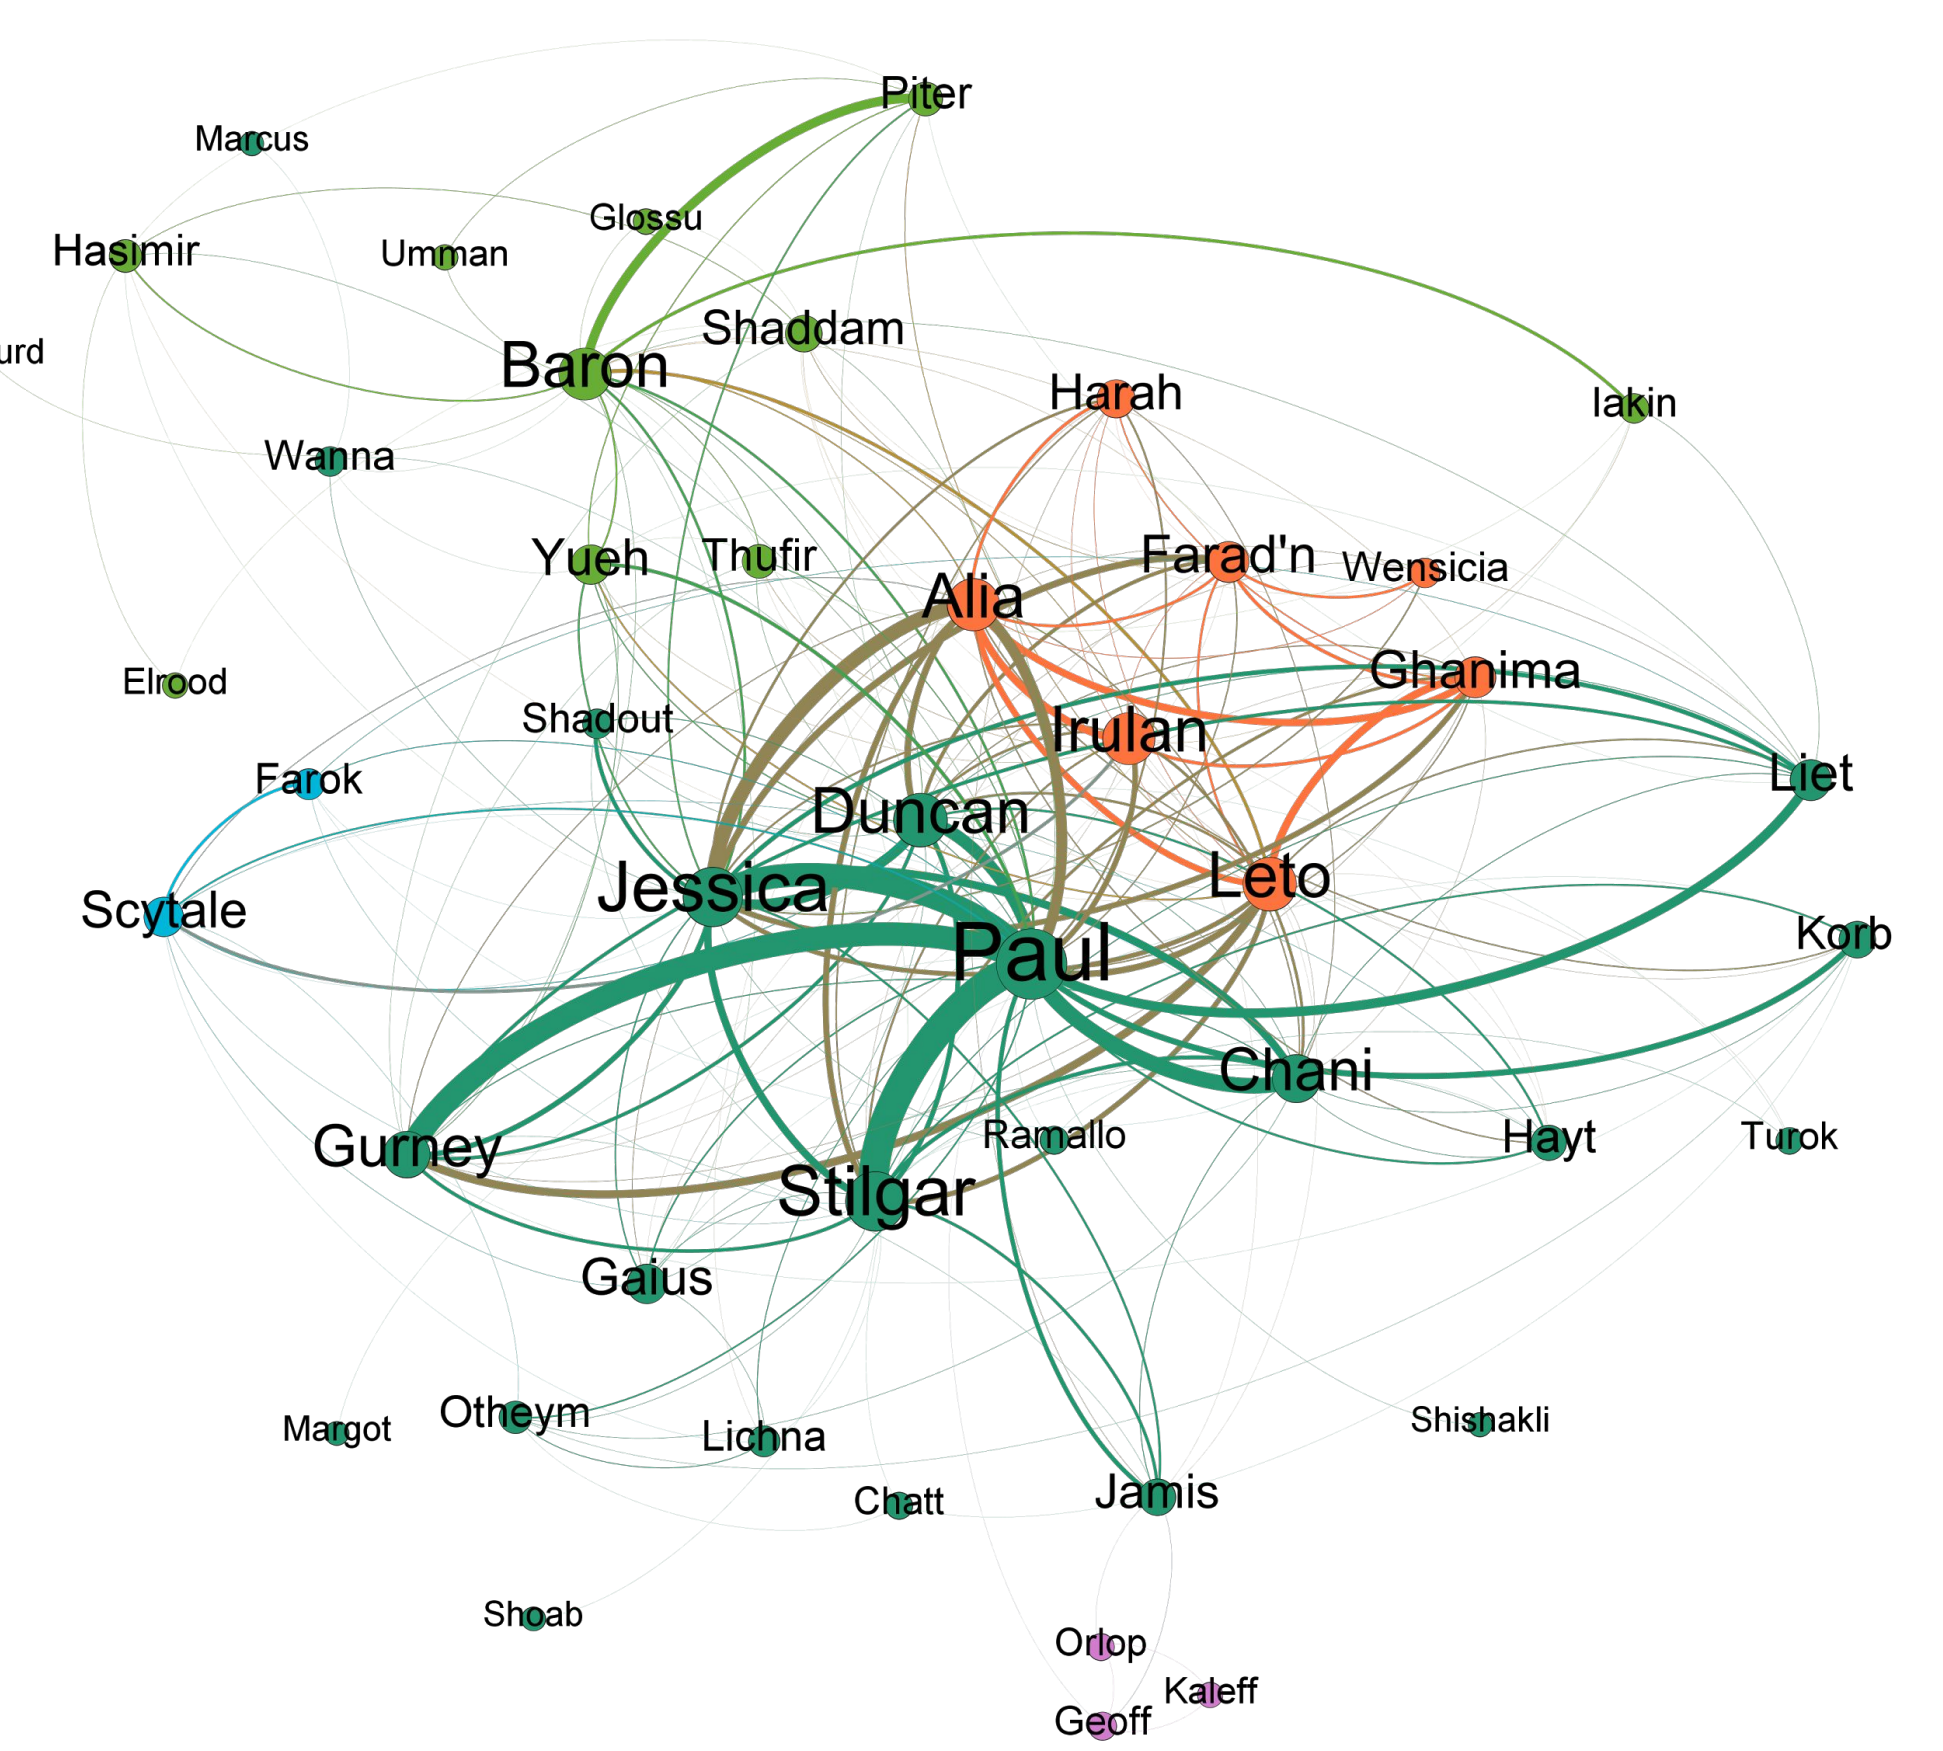 Piter
Marcus
Glossu
Hasimir
Umman
Shaddam
urd
Baron
Harah
Iakin
Wanna
Yueh
Thufir
Farad'n
Wensicia
Alia
Ghanima
Elrood
Shadout
Irulan
Farok
Liet
Duncan
Jessica
Leto
Scytale
Korb
Paul
Chani
Gurney
Ramallo
Hayt
Turok
Stilgar
Gaius
Otheym
Margot
Lichna
Shishakli
Chatt
Jamis
Shoab
Orlop
Kaleff
Geoff